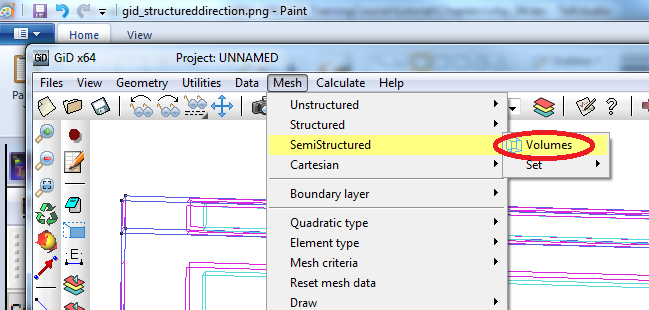 gid_structureddirection.png - Paint
Home
View
GiD x64
Project: UNNAMED
Files View Geometry Utilities Data Mesh Calculate Help
Unstructured
Structured
SemiStructured
Volumes
Cartesian
Set
Boundary layer
Quadratic type
Element type
Mesh criteria
Reset mesh data
Draw